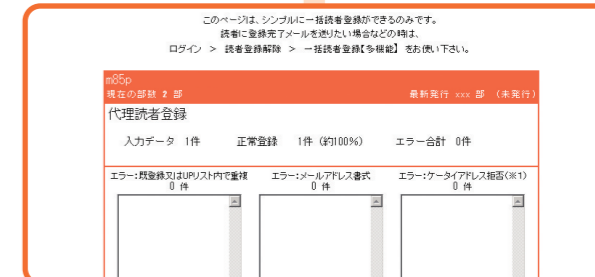 このページは、シンプルに一括読者登録ができるのみです。
読者に登録完了メールを送りたい場合などの時は、
ログイン > 読者登録解除 > 一括読者登録【多機能】 をお使い下さい。
m85p
現在の部数 2 部 最新発行 xxx 部 (未発行)
代理読者登録
入力データ 1件 正常登録 1件 (約100%) エラー合計 0件
エラー:既登録又はUPリスト内で重複 エラー:メールアドレス書式 エラー:ケータイアドレス拒否(※1)
0 件 0 件 0 件